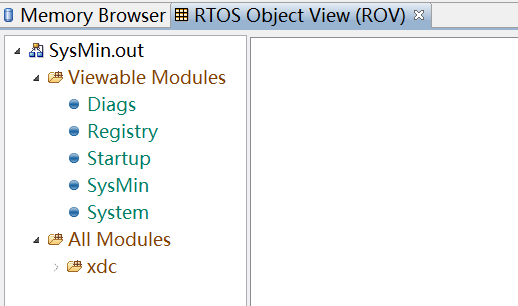 Memory Browser RTOS Object View (ROV)
SysMin.out
Viewable Modules
Diags
Registry
Startup
SysMin
System
All Modules
xdc